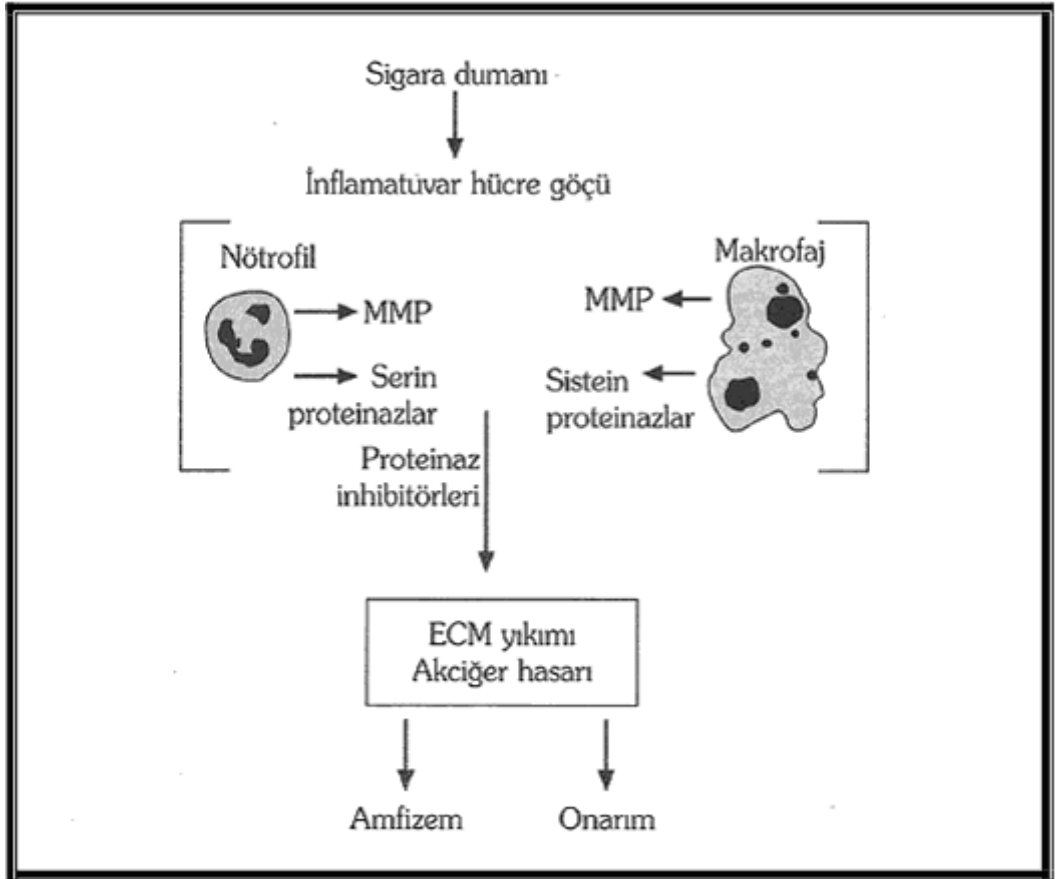 Sigara dumanı
İnflamatuvar hücre göçü
Nötrofil
MMP
Serin
proteinazlar
Makrofaj
MMP
Sistein
proteinazlar
Proteinaz
inhibitörleri
ECM yıkımı
Akciğer hasarı
Amfizem
Onarım